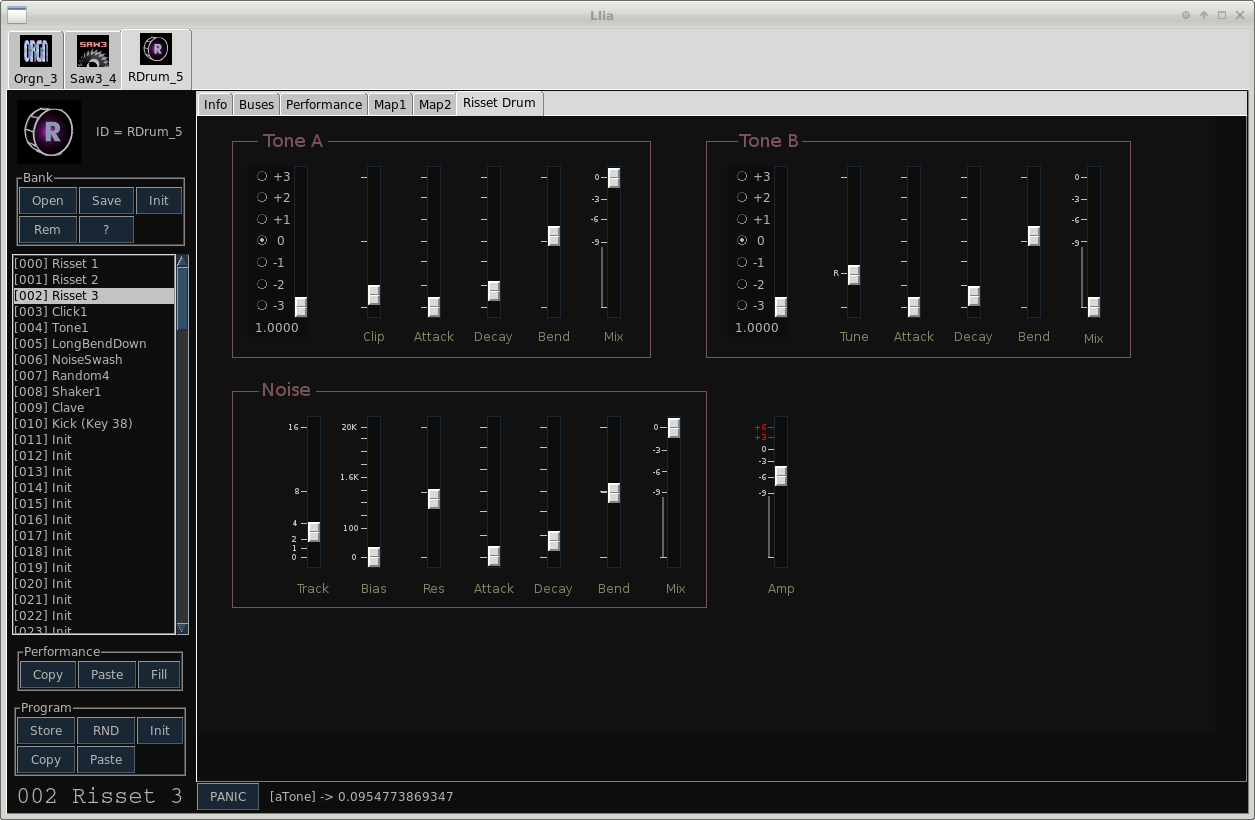 Llia
ORGN
SAW3
R
Orgn_3
Saw3_4
RDrum_5
R
ID = RDrum_5
Bank
Open
Save
Init
Rem
?
[000] Risset 1
[001] Risset 2
[002] Risset 3
[003] Click1
[004] Tone1
[005] LongBendDown
[006] NoiseSwash
[007] Random4
[008] Shaker1
[009] Clave
[010] Kick (Key 38)
[011] Init
[012] Init
[013] Init
[014] Init
[015] Init
[016] Init
[017] Init
[018] Init
[019] Init
[020] Init
[021] Init
[022] Init
[023] Init
Performance
Copy
Paste
Fill
Program
Store
RND
Init
Copy
Paste
002 Risset 3
Info
Buses
Performance
Map1
Map2
Risset Drum
Tone A
+3
+2
+1
0
-1
-2
-3
1.0000
Clip
Attack
Decay
Bend
0
-3
-6
-9
Mix
Tone B
+3
+2
+1
0
-1
-2
-3
1.0000
R
Tune
Attack
Decay
Bend
0
-3
-6
-9
Mix
Noise
16
8
4
2
1
0
Track
20K
1.6K
100
0
Bias
Res
Attack
Decay
Bend
0
-3
-6
-9
Mix
+6
+3
0
-3
-6
-9
Amp
PANIC
[aTone] -> 0.0954773869347